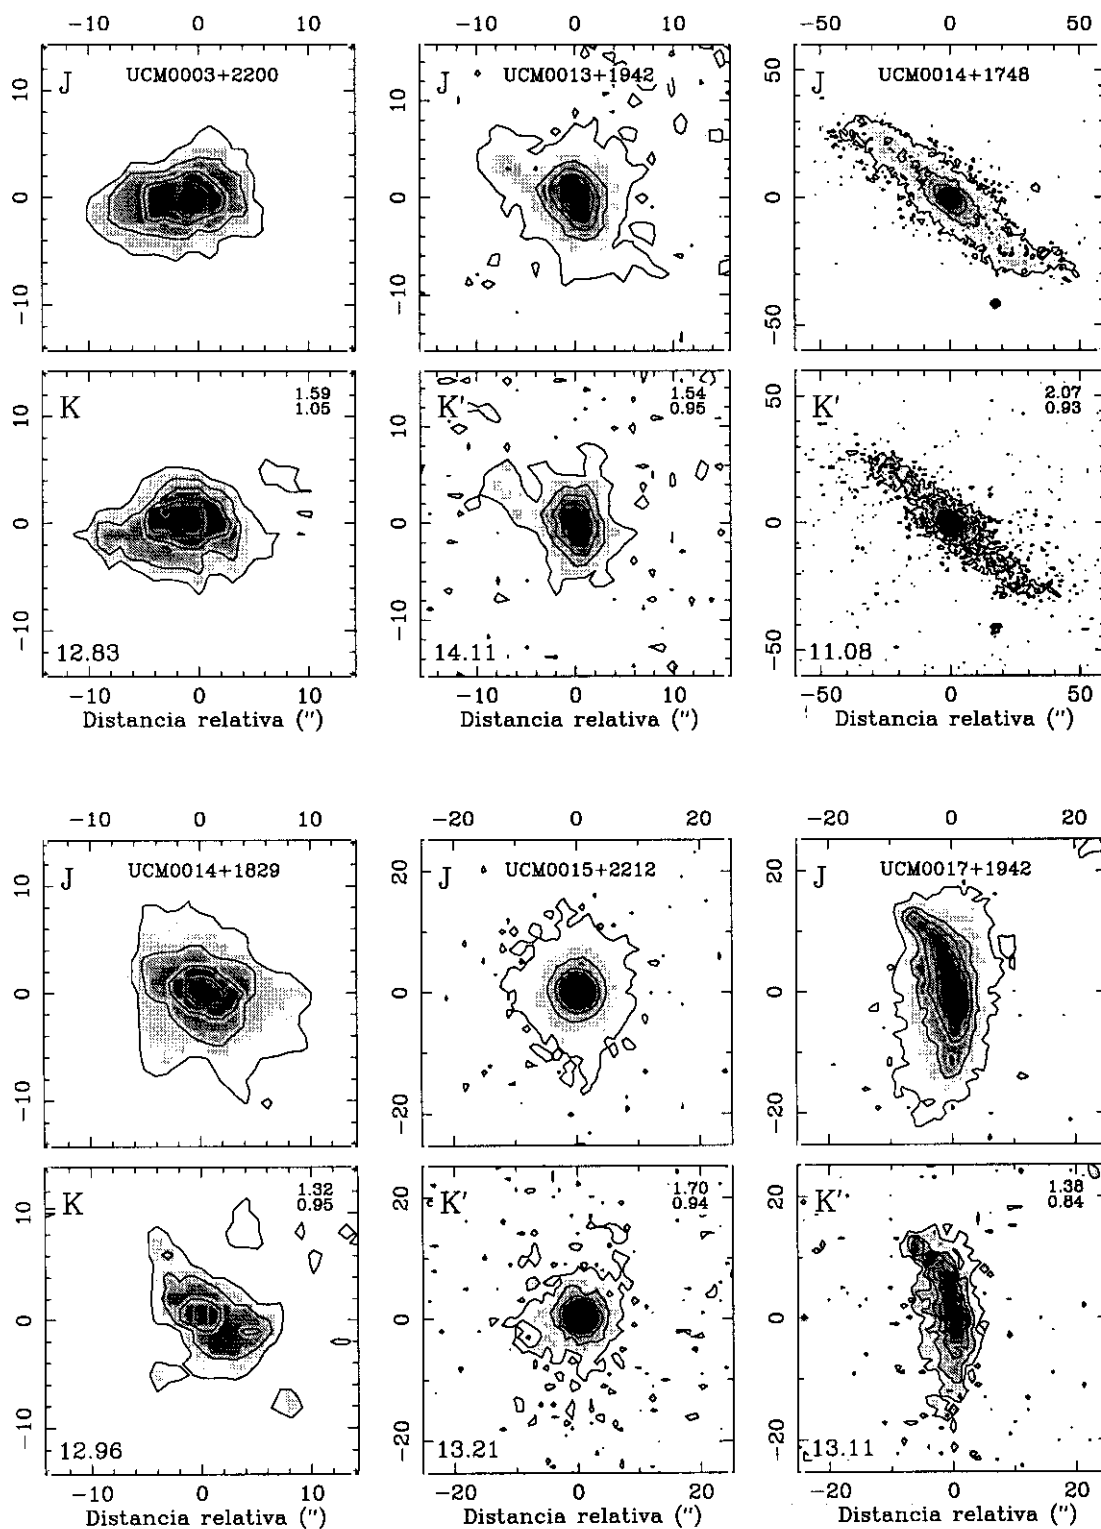 −10 0 10 −10 0 10 −50 0 50
J UCM0003+2200 J UCM0013+1942 J UCM0014+1748
10 10 50
0 0 0
−10 −10 −50
K 1.59 K′ 1.54 K′ 2.07
1.05 0.95 0.93
10 10 50
0 0 0
−10 −10 −50
12.83 14.11 11.08
−10 0 10 −10 0 10 −50 0 50
Distancia relativa (″) Distancia relativa (″) Distancia relativa (″)
−10 0 10 −20 0 20 −20 0 20
J UCM0014+1829 J UCM0015+2212 J UCM0017+1942
10 20 20
0 0 0
−10 −20 −20
K 1.32 K′ 1.70 K′ 1.38
0.95 0.94 0.84
10 20 20
0 0 0
−10 −20 −20
12.96 13.21 13.11
−10 0 10 −20 0 20 −20 0 20
Distancia relativa (″) Distancia relativa (″) Distancia relativa (″)